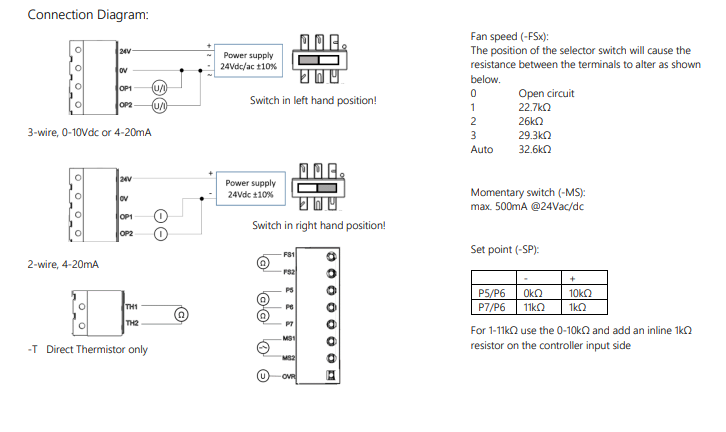 Connection Diagram:
24V
0V
OP1
OP2
U/I
U/I
+
~
-
~
Power supply
24Vdc/ac ±10%
Switch in left hand position!
3-wire, 0-10Vdc or 4-20mA
24V
0V
OP1
OP2
I
I
+
-
Power supply
24Vdc ±10%
Switch in right hand position!
2-wire, 4-20mA
TH1
TH2
Ω
-T Direct Thermistor only
FS1
Ω
FS2
P5
Ω
P6
Ω
P7
MS1
MS2
U
OVR
Fan speed (-FSx):
The position of the selector switch will cause the
resistance between the terminals to alter as shown
below.
0 Open circuit
1 22.7kΩ
2 26kΩ
3 29.3kΩ
Auto 32.6kΩ
Momentary switch (-MS):
max. 500mA @24Vac/dc
Set point (-SP):
- +
P5/P6 0kΩ 10kΩ
P7/P6 11kΩ 1kΩ
For 1-11kΩ use the 0-10kΩ and add an inline 1kΩ
resistor on the controller input side